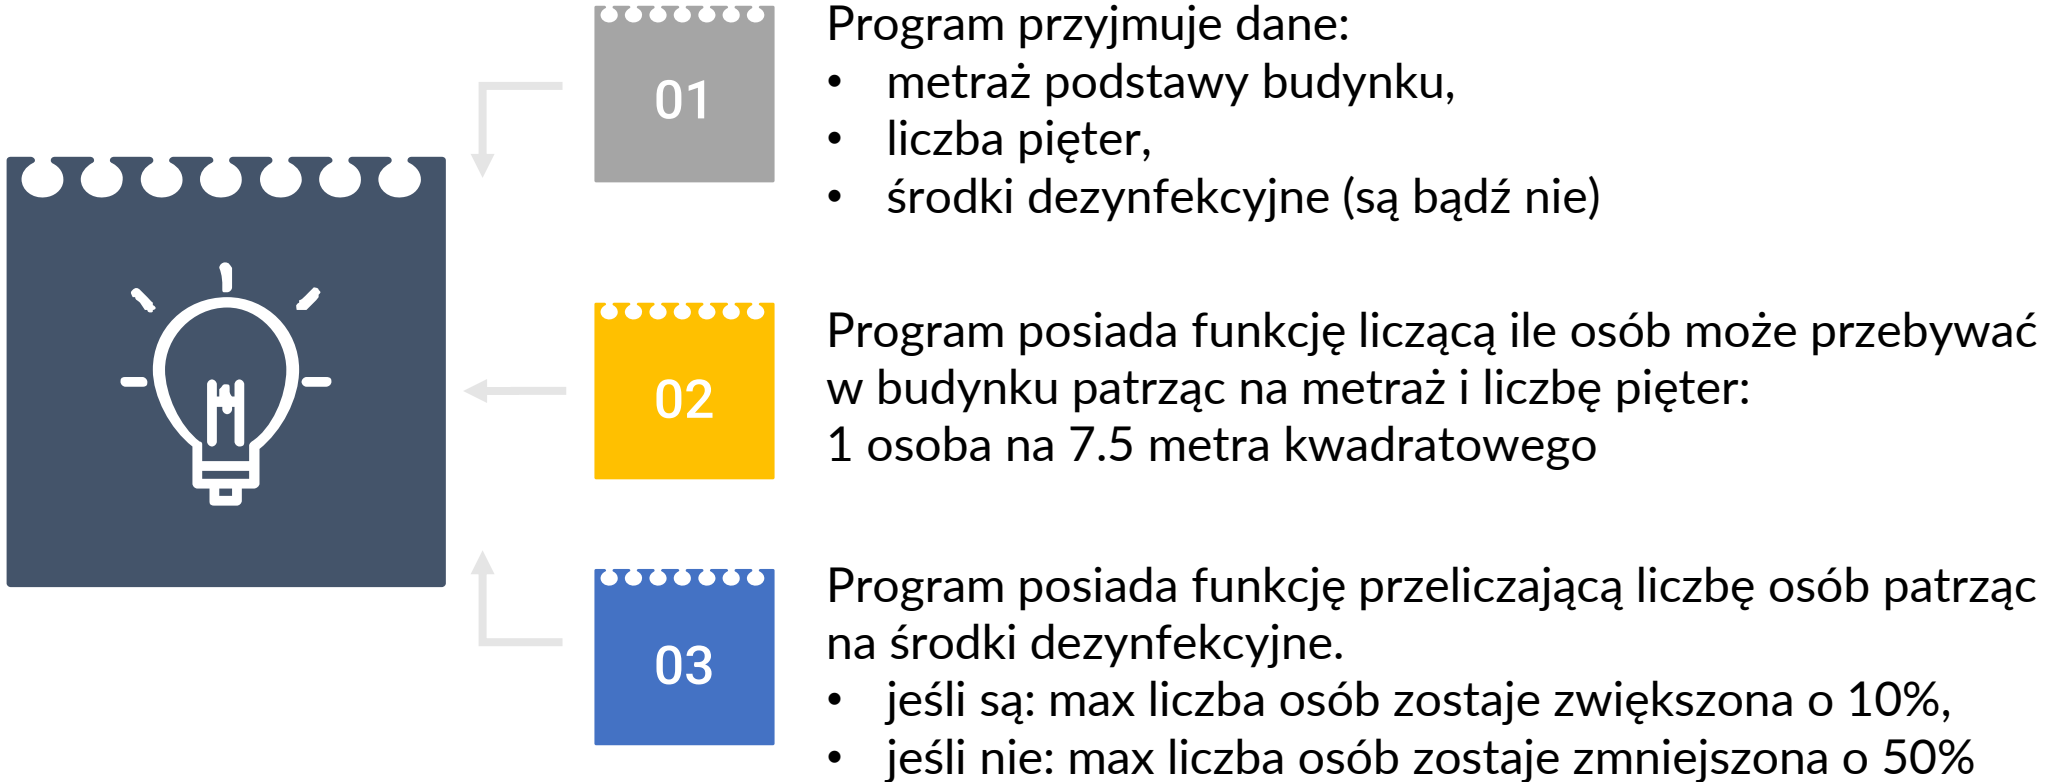 01
Program przyjmuje dane:
• metraż podstawy budynku,
• liczba pięter,
• środki dezynfekcyjne (są bądź nie)
02
Program posiada funkcję liczącą ile osób może przebywać
w budynku patrząc na metraż i liczbę pięter:
1 osoba na 7.5 metra kwadratowego
03
Program posiada funkcję przeliczającą liczbę osób patrząc
na środki dezynfekcyjne.
• jeśli są: max liczba osób zostaje zwiększona o 10%,
• jeśli nie: max liczba osób zostaje zmniejszona o 50%